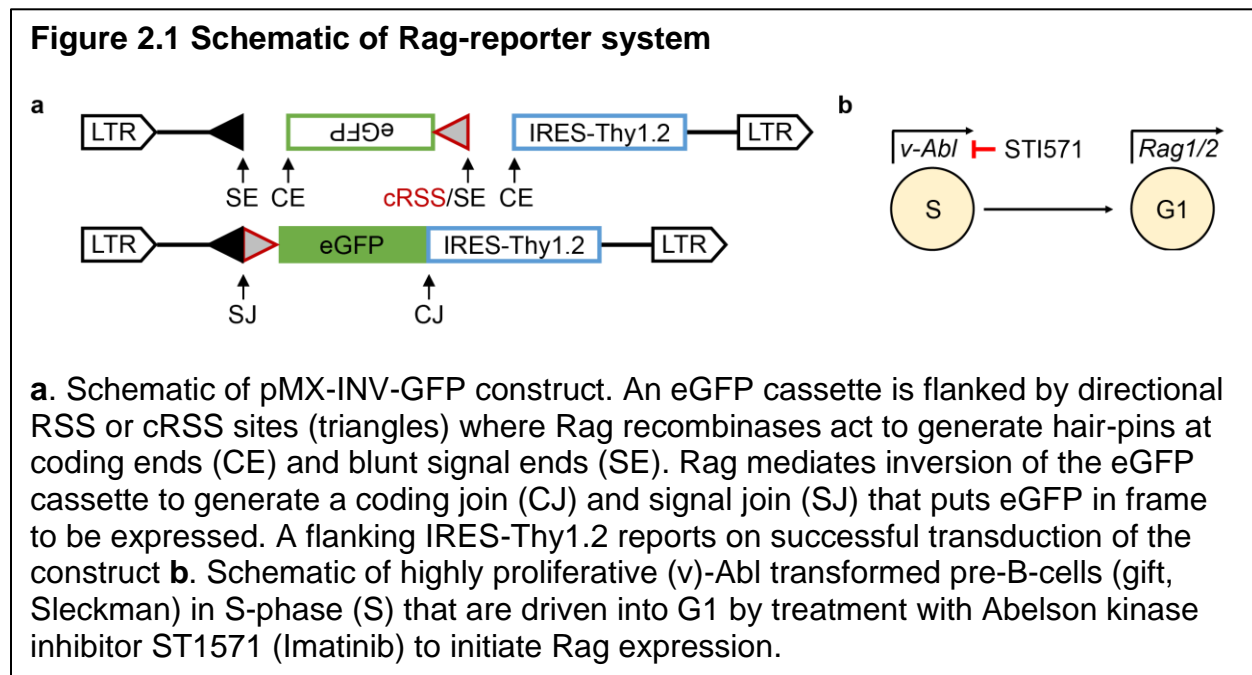 Figure 2.1 Schematic of Rag-reporter system
a
b
LTR
eGFP
IRES-Thy1.2
LTR
SE
CE
cRSS/SE
CE
LTR
eGFP
IRES-Thy1.2
LTR
SJ
CJ
v-Abl
STI571
Rag1/2
S
G1
a. Schematic of pMX-INV-GFP construct. An eGFP cassette is flanked by directional
RSS or cRSS sites (triangles) where Rag recombinases act to generate hair-pins at
coding ends (CE) and blunt signal ends (SE). Rag mediates inversion of the eGFP
cassette to generate a coding join (CJ) and signal join (SJ) that puts eGFP in frame
to be expressed. A flanking IRES-Thy1.2 reports on successful transduction of the
construct b. Schematic of highly proliferative (v)-Abl transformed pre-B-cells (gift,
Sleckman) in S-phase (S) that are driven into G1 by treatment with Abelson kinase
inhibitor ST1571 (Imatinib) to initiate Rag expression.